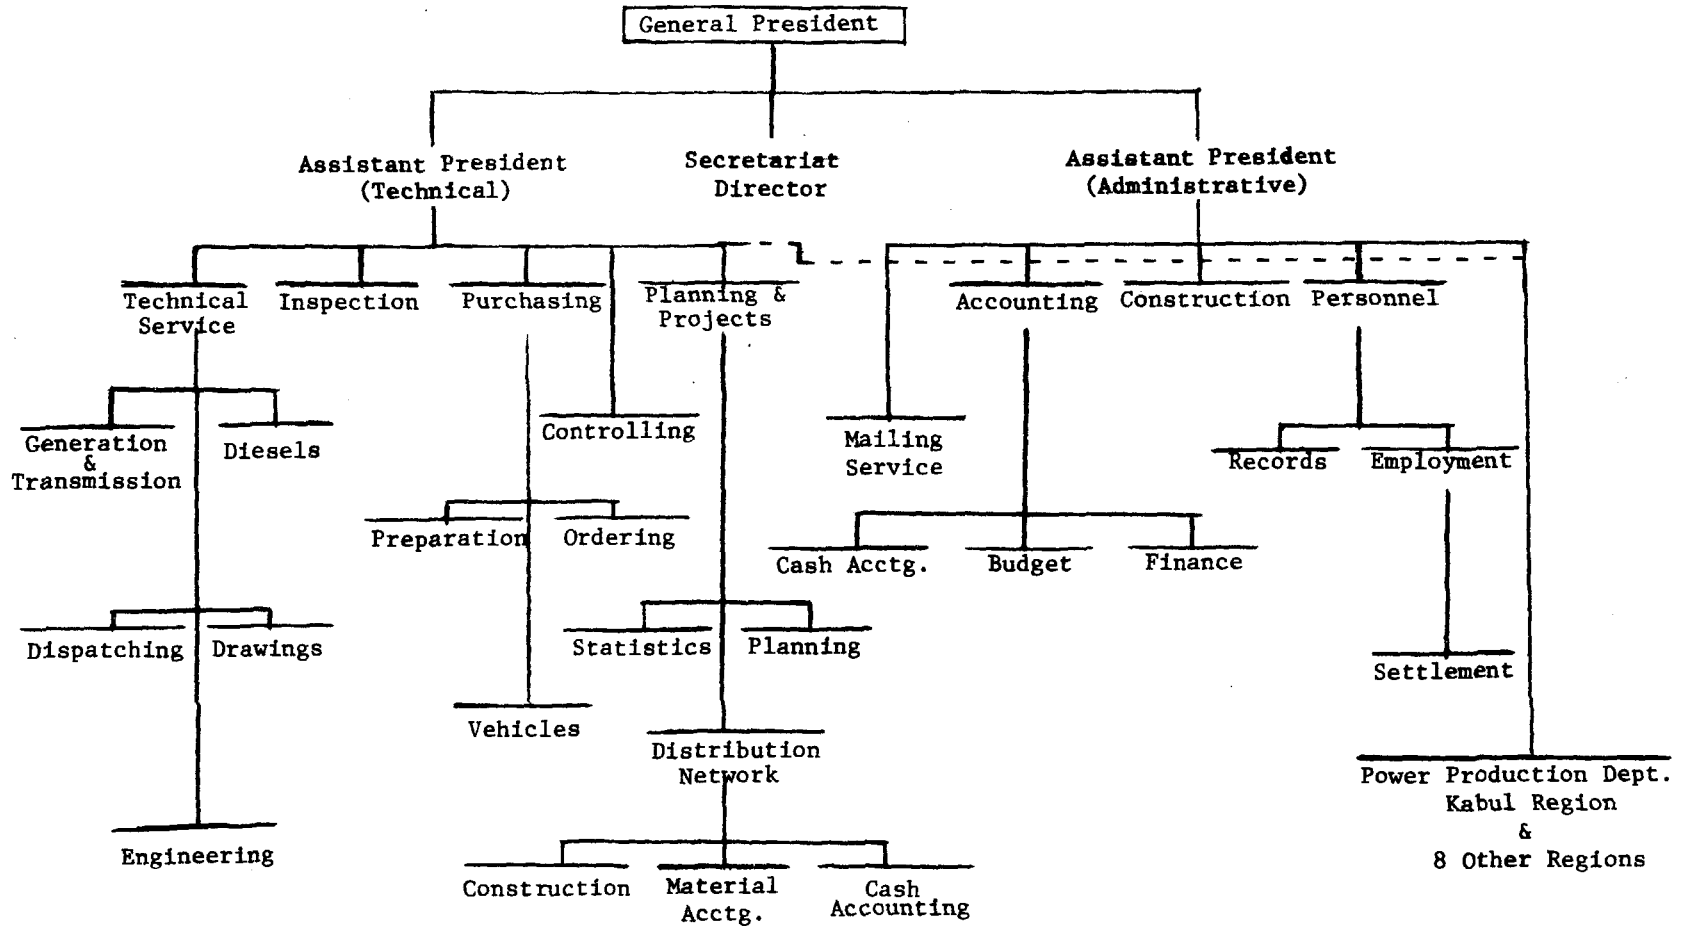 General President
Assistant President
(Technical)
Secretariat
Director
Assistant President
(Administrative)
Technical
Service
Inspection
Purchasing
Planning &
Projects
Accounting
Construction
Personnel
Generation
&
Transmission
Diesels
Controlling
Mailing
Service
Records
Employment
Preparation
Ordering
Cash Acctg.
Budget
Finance
Dispatching
Drawings
Statistics
Planning
Settlement
Vehicles
Distribution
Network
Power Production Dept.
Kabul Region
&
8 Other Regions
Engineering
Construction
Material
Acctg.
Cash
Accounting